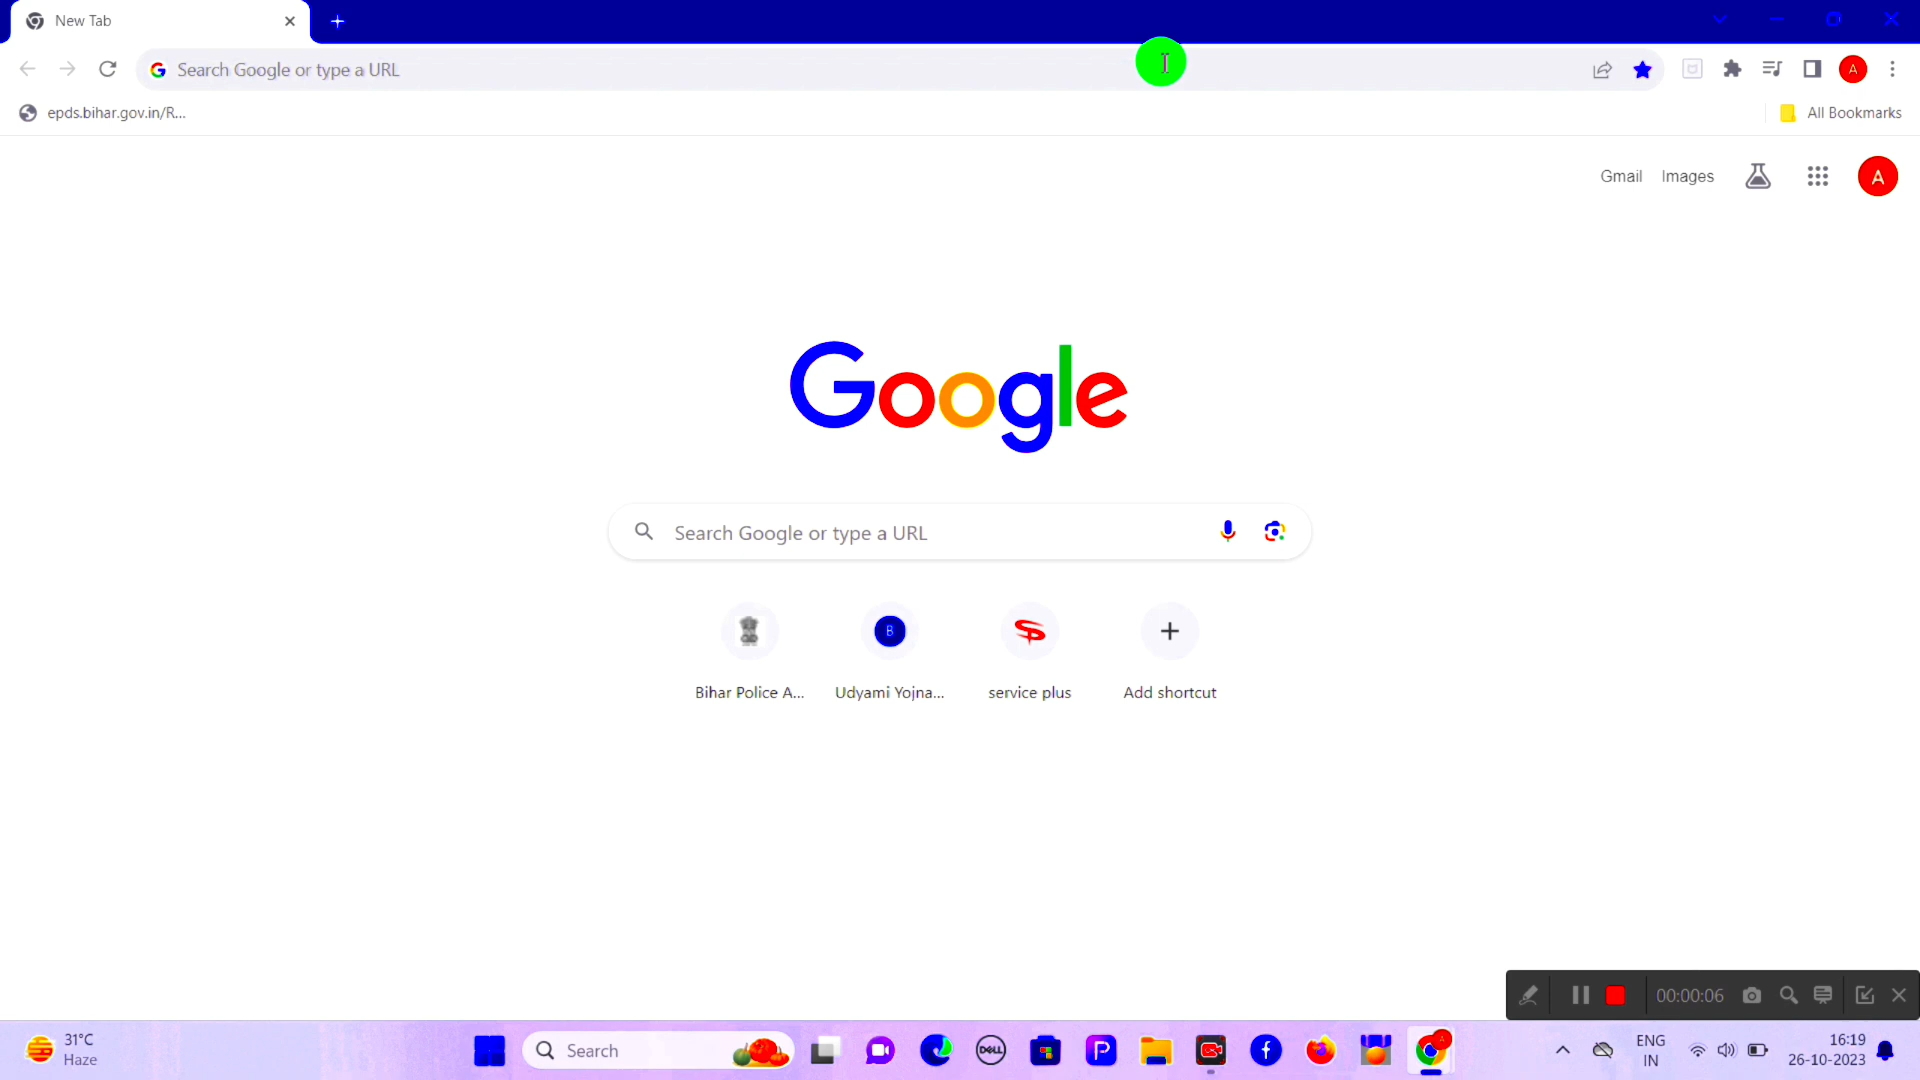 New Tab
Search Google or type a URL
epds.bihar.gov.in/R...
All Bookmarks
Gmail Images
A
A
Google
Search Google or type a URL
B
Bihar Police A...
Udyami Yojna...
service plus
Add shortcut
00:00:06
31°C
Haze
Search
DELL
ENG
IN
16:19
26-10-2023